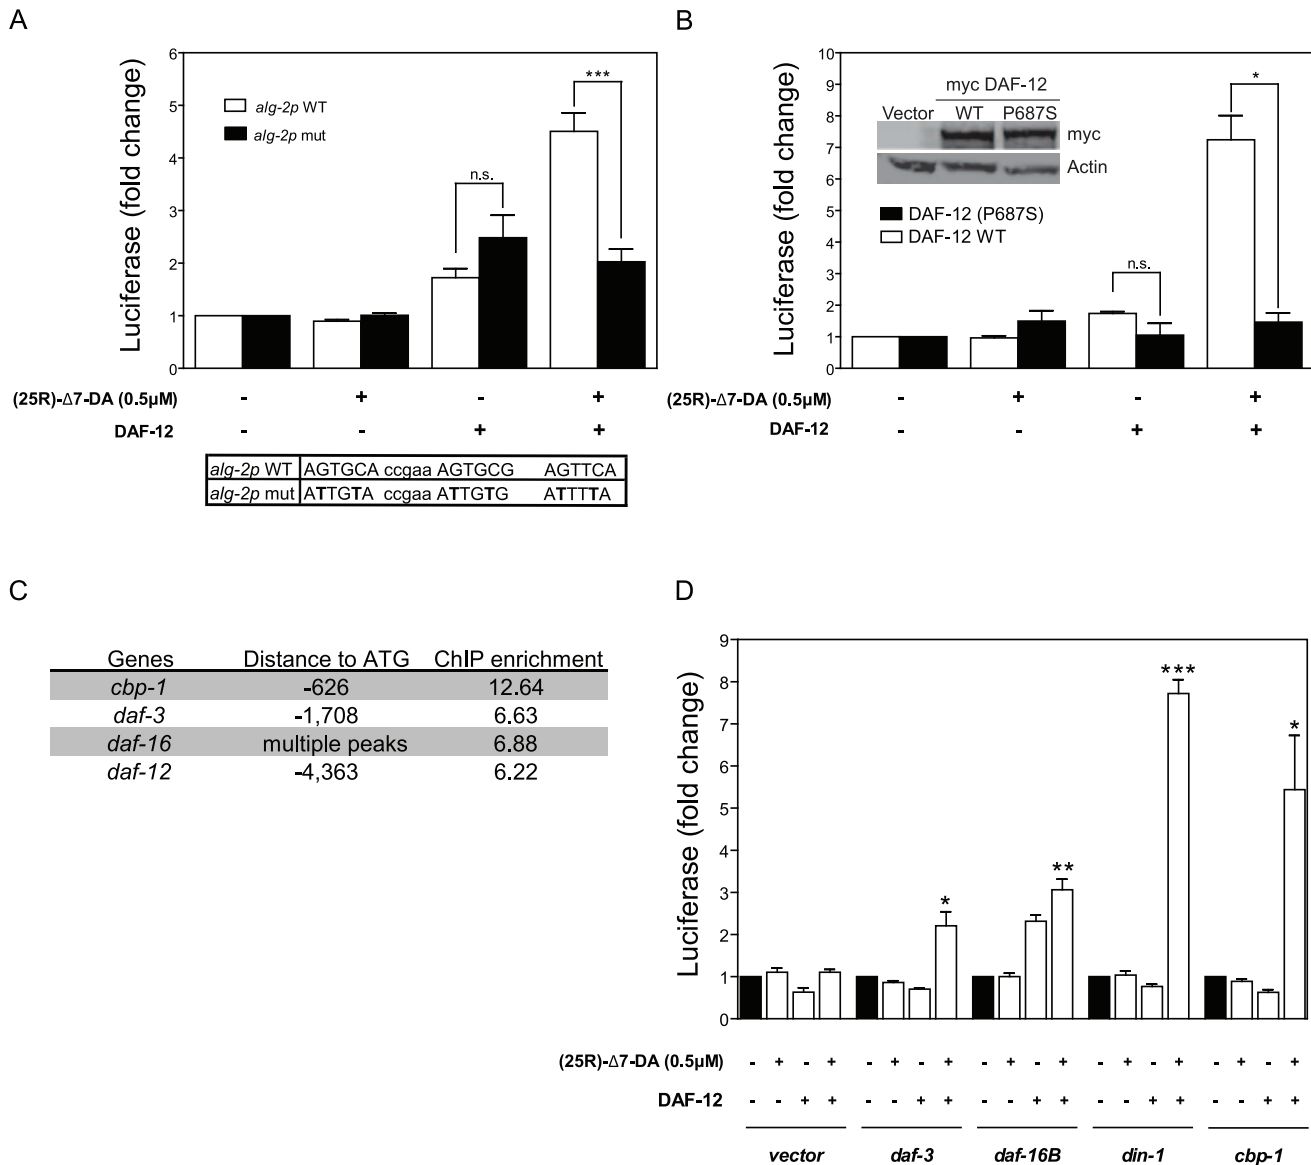 A
Luciferase (fold change)
6
5
4
3
2
1
0
alg-2p WT
alg-2p mut
n.s.
***
(25R)-Δ7-DA (0.5μM) - + - +
DAF-12 - - + +
alg-2p WT AGTGCA ccgaa AGTGCG AGTTCA
alg-2p mut ATTGTA ccgaa ATTGTG ATTTTA
B
Luciferase (fold change)
10
9
8
7
6
5
4
3
2
1
0
myc DAF-12
Vector WT P687S
myc
Actin
DAF-12 (P687S)
DAF-12 WT
n.s.
*
(25R)-Δ7-DA (0.5μM) - + - +
DAF-12 - - + +
C
Genes Distance to ATG ChIP enrichment
cbp-1 -626 12.64
daf-3 -1,708 6.63
daf-16 multiple peaks 6.88
daf-12 -4,363 6.22
D
Luciferase (fold change)
9
8
7
6
5
4
3
2
1
0
*
**
***
*
(25R)-Δ7-DA (0.5μM) - + - + - + - + - + - + - + - + - + - +
DAF-12 - - + + - - + + - - + + - - + + - - + +
vector daf-3 daf-16B din-1 cbp-1